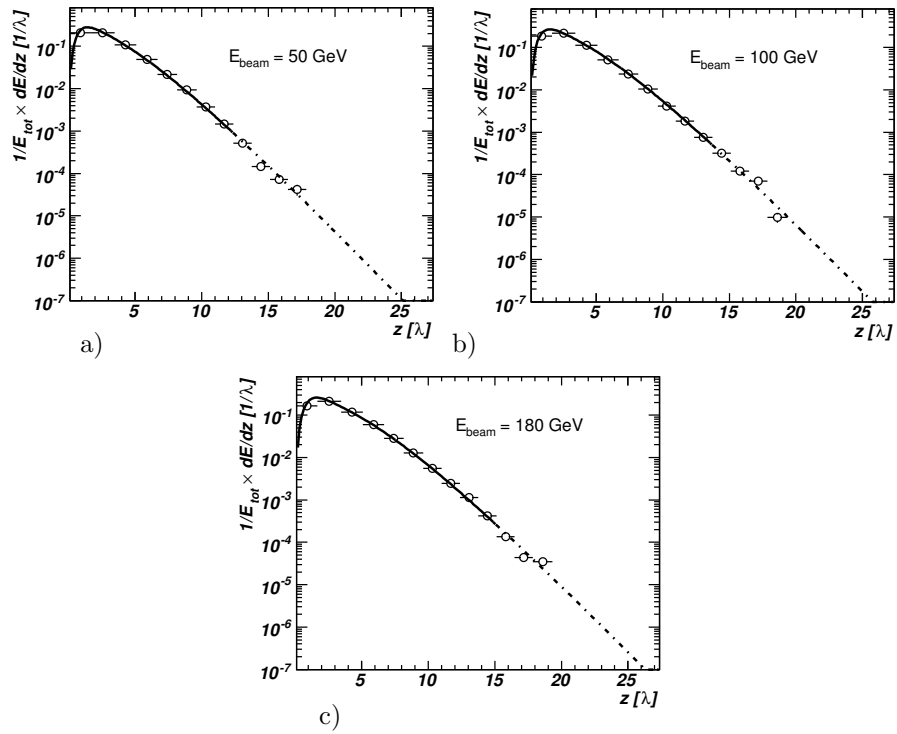 1/E_tot × dE/dz [1/λ]
10^-1
10^-2
10^-3
10^-4
10^-5
10^-6
10^-7
E_beam = 50 GeV
5 10 15 20 25
z [λ]
a)
1/E_tot × dE/dz [1/λ]
10^-1
10^-2
10^-3
10^-4
10^-5
10^-6
10^-7
E_beam = 100 GeV
5 10 15 20 25
z [λ]
b)
1/E_tot × dE/dz [1/λ]
10^-1
10^-2
10^-3
10^-4
10^-5
10^-6
10^-7
E_beam = 180 GeV
5 10 15 20 25
z [λ]
c)